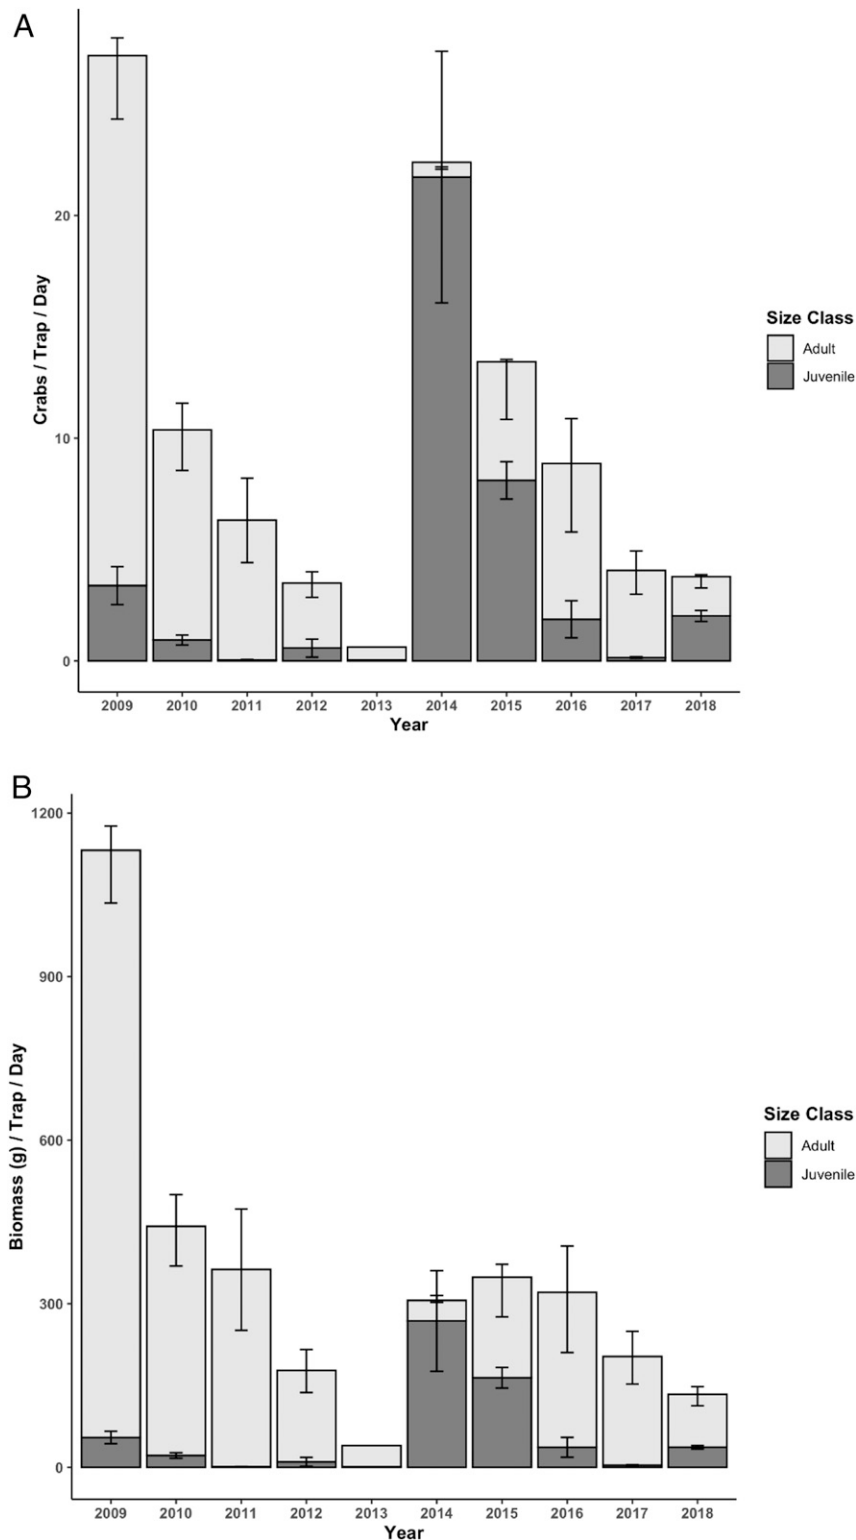 A
20
10
0
Crabs / Trap / Day
2009 2010 2011 2012 2013 2014 2015 2016 2017 2018
Year
Size Class
Adult
Juvenile
B
1200
900
600
300
0
Biomass (g) / Trap / Day
2009 2010 2011 2012 2013 2014 2015 2016 2017 2018
Year
Size Class
Adult
Juvenile